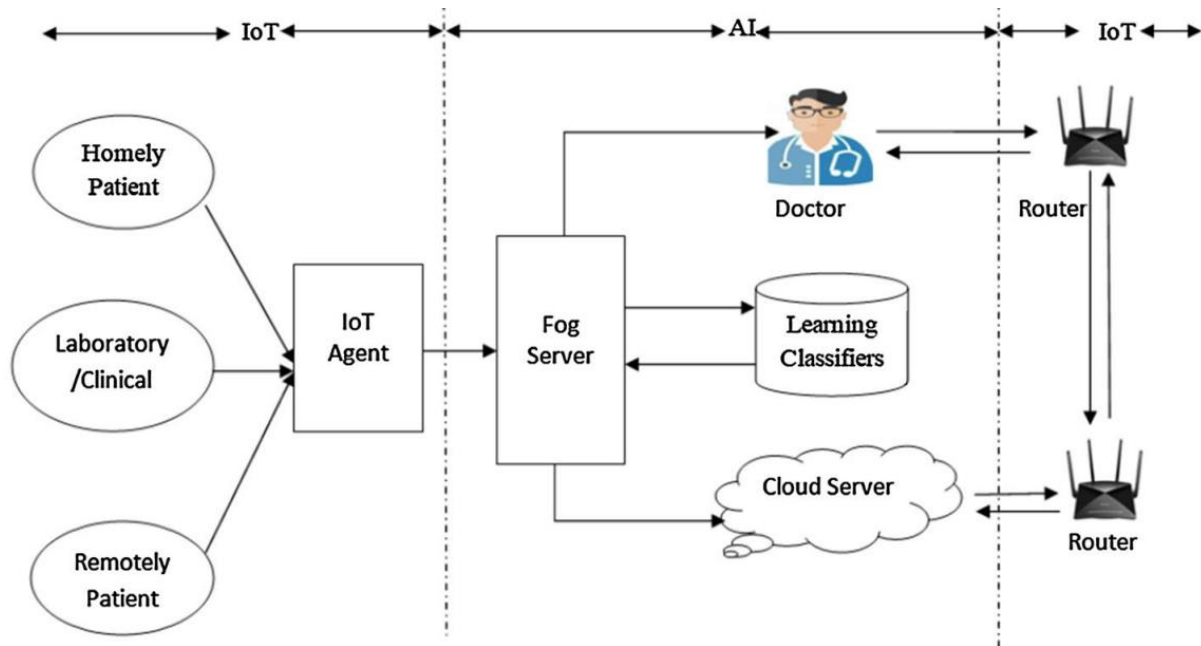 IoT
AI
IoT
Homely
Patient
Doctor
Router
Laboratory
/Clinical
IoT
Agent
Fog
Server
Learning
Classifiers
Cloud Server
Remotely
Patient
Router